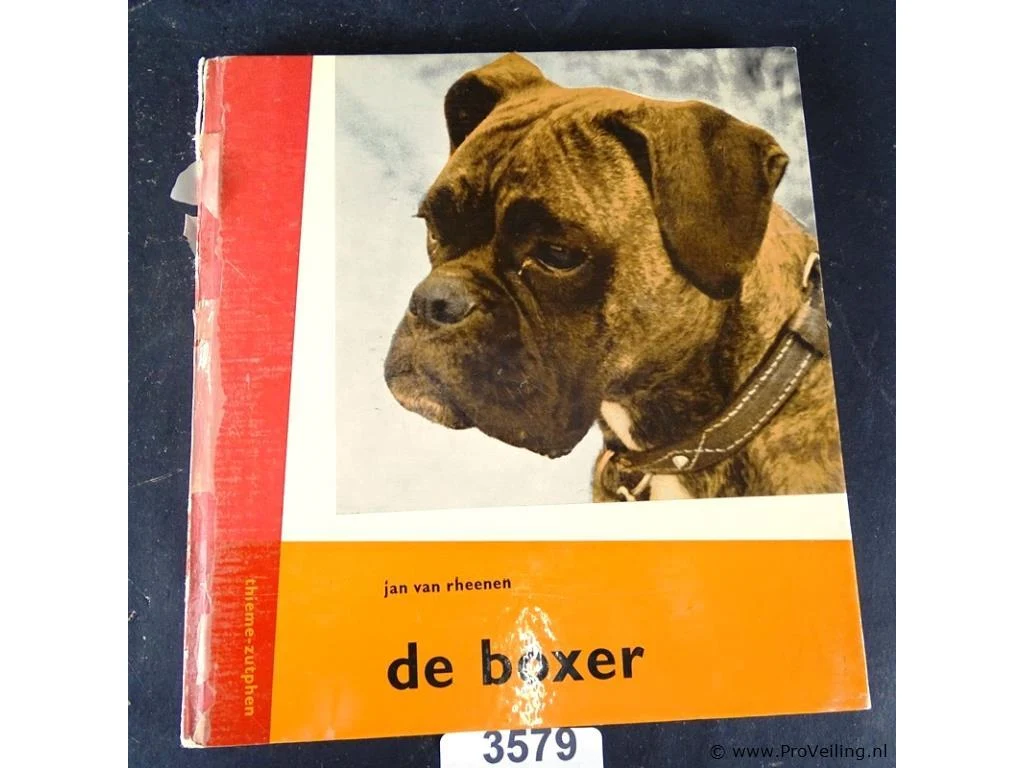 jan van rheenen
de boxer
thieme-zutphen
3579
© www.ProVeiling.nl